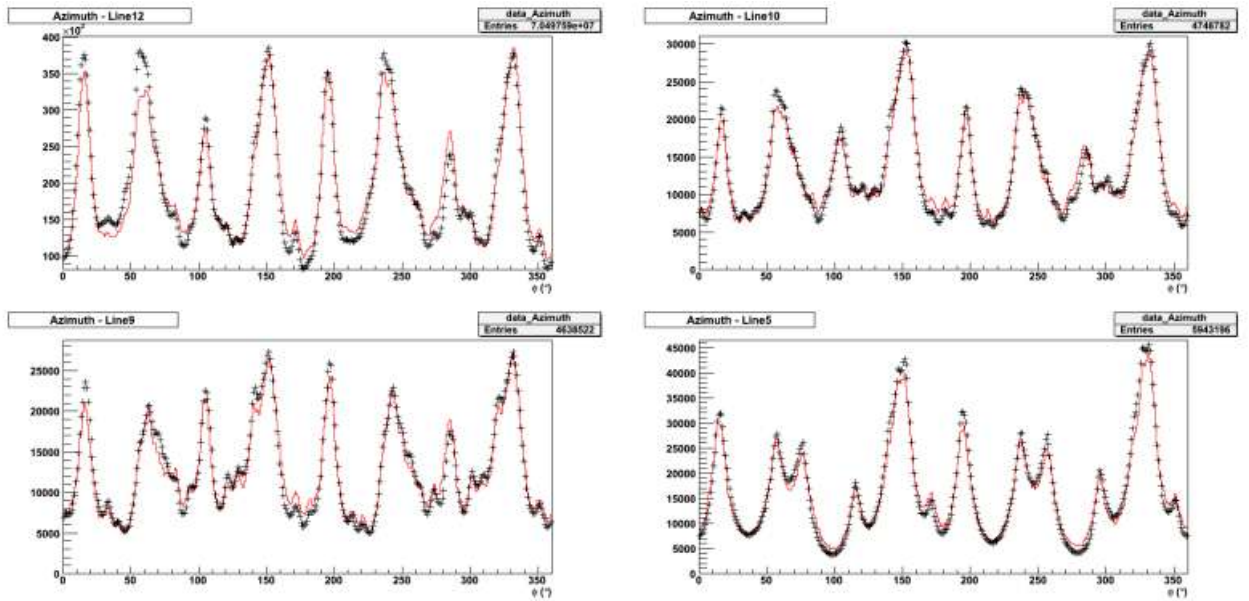 Azimuth - Line12
data_Azimuth
Entries 7.049759e+07
×10³
400
350
300
250
200
150
100
0 50 100 150 200 250 300 350
φ (°)
Azimuth - Line10
data_Azimuth
Entries 4746782
30000
25000
20000
15000
10000
5000
0
0 50 100 150 200 250 300 350
φ (°)
Azimuth - Line9
data_Azimuth
Entries 4638522
25000
20000
15000
10000
5000
0
0 50 100 150 200 250 300 350
φ (°)
Azimuth - Line5
data_Azimuth
Entries 5943196
45000
40000
35000
30000
25000
20000
15000
10000
5000
0
0 50 100 150 200 250 300 350
φ (°)